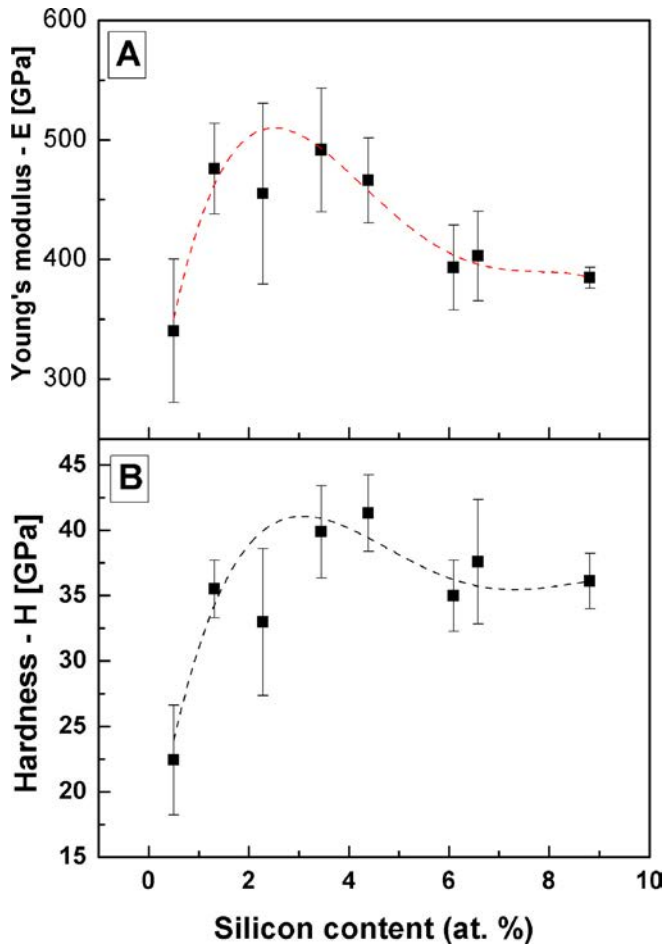 A
Young's modulus - E [GPa]
600
500
400
300
B
Hardness - H [GPa]
45
40
35
30
25
20
15
0 2 4 6 8 10
Silicon content (at. %)